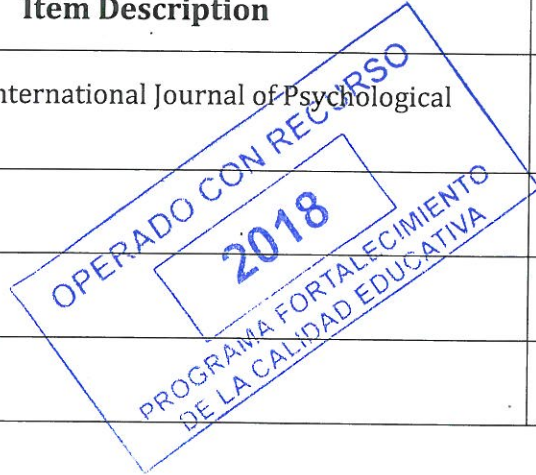 Item Description
nternational Journal of Psychological
OPERADO CON RECURSO
2018
PROGRAMA FORTALECIMIENTO
DE LA CALIDAD EDUCATIVA